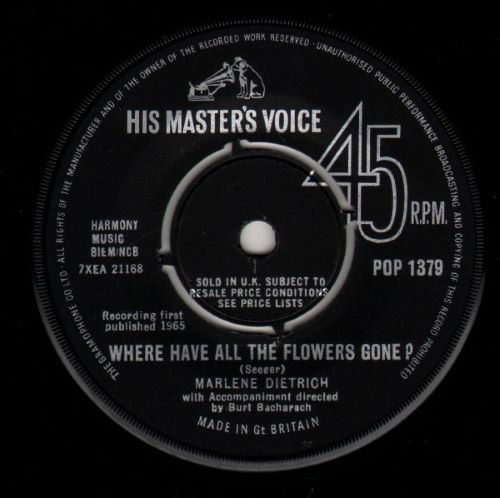 ALL RIGHTS OF THE MANUFACTURER AND OF THE OWNER OF THE RECORDED WORK RESERVED · UNAUTHORISED PUBLIC PERFORMANCE BROADCASTING AND COPYING OF THIS RECORD PROHIBITED
THE GRAMOPHONE CO LTD -
HIS MASTER'S VOICE
45 R.P.M.
HARMONY
MUSIC
BIEM/NCB
7XEA 21168
POP 1379
SOLD IN U.K. SUBJECT TO
RESALE PRICE CONDITIONS
SEE PRICE LISTS
Recording first
published 1965
WHERE HAVE ALL THE FLOWERS GONE?
(Seeger)
MARLENE DIETRICH
with Accompaniment directed
by Burt Bacharach
MADE IN Gt BRITAIN